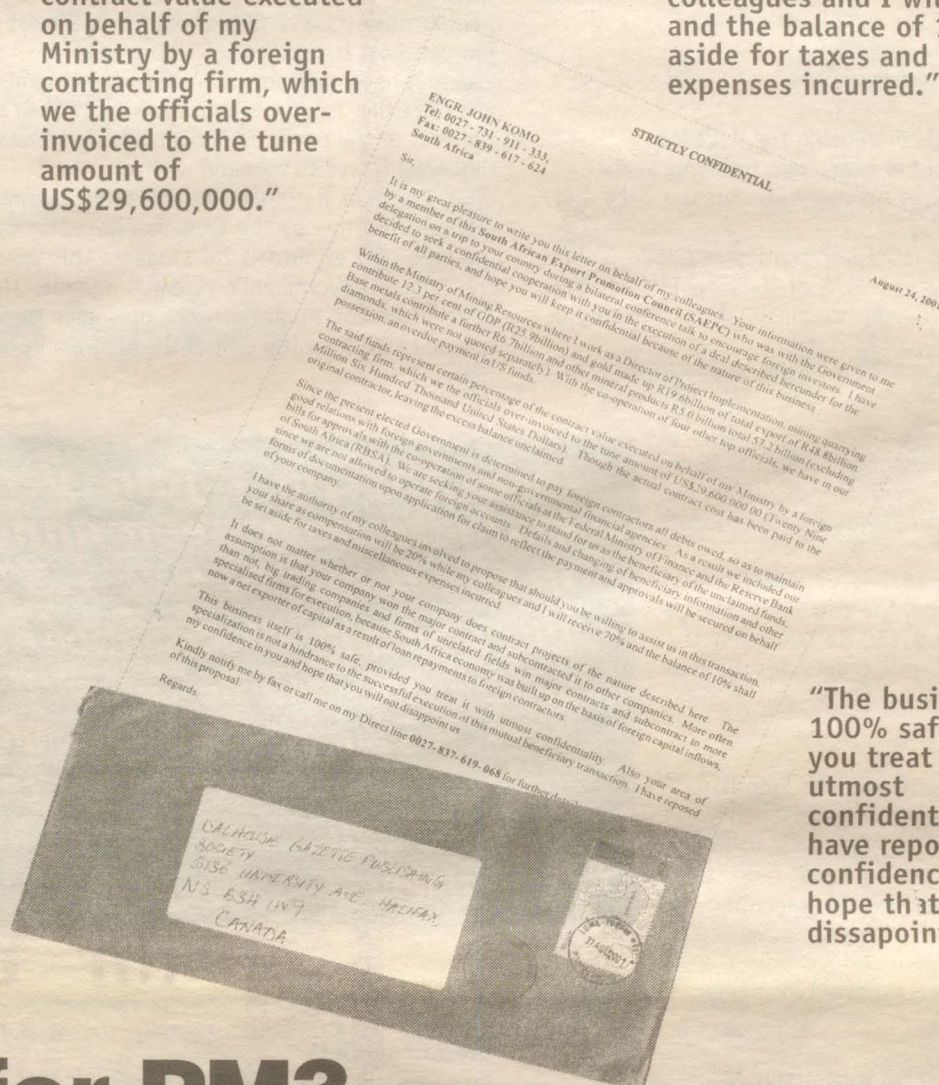 contract value executed
on behalf of my
Ministry by a foreign
contracting firm, which
we the officials over-
invoiced to the tune
amount of
US$29,600,000."
colleagues and I wi
and the balance of
aside for taxes and
expenses incurred."
ENGR. JOHN KOMO
Tel: 0027 - 731 - 911 - 333,
Fax: 0027 - 839 - 617 - 624
South Africa
STRICTLY CONFIDENTIAL
August 24, 2001
Sir,
It is my great pleasure to write you this letter on behalf of my colleagues. Your information were given to me
by a member of this South African Export Promotion Council (SAEPC) who was with the Government
delegation on a trip to your country during a bilateral conference talk to encourage foreign investors. I have
decided to seek a confidential cooperation with you in the execution of a deal described hereunder for the
benefit of all parties, and hope you will keep it confidential because of the nature of this business
Within the Ministry of Mining Resources where I work as a Director of Project Implementation, mining quarrying
contribute 12.3 per cent of GDP (R25.9billion) and gold made up R19.6billion of total export of R48.8billion.
Base metals contribute a further R6.7billion and other mineral products R5.0 billion total 57.2 billion (excluding
diamonds, which were not quoted separately). With the co-operation of four other top officials, we have in our
possession, an overdue payment in US funds.
The said funds represent certain percentage of the contract value executed on behalf of my Ministry by a foreign
contracting firm, which we the officials over-invoiced to the tune amount of US$29,600,000.00 (Twenty Nine
Million Six Hundred Thousand United States Dollars). Though the actual contract cost has been paid to the
original contractor, leaving the excess balance unclaimed.
Since the present elected Government is determined to pay foreign contractors all debts owed, so as to maintain
good relations with foreign governments and non-governmental financial agencies. As a result we included our
bills for approvals with the co-operation of some officials at the Federal Ministry of Finance and the Reserve Bank
of South Africa (RBSA). We are seeking your assistance to stand for us as the beneficiary of the unclaimed funds,
since we are not allowed to operate foreign accounts. Details and changing of beneficiary information and other
forms of documentation upon application for claim to reflect the payment and approvals will be secured on behalf
of your company.
I have the authority of my colleagues involved to propose that should you be willing to assist us in this transaction,
your share as compensation will be 20% while my colleagues and I will receive 70% and the balance of 10% shall
be set aside for taxes and miscellaneous expenses incurred.
It does not matter whether or not your company does contract projects of the nature described here. The
assumption is that your company won the major contract and subcontracted it to other companies. More often
than not, big trading companies and firms of unrelated fields win major contracts and subcontract to more
specialised firms for execution, because South Africa economy was built up on the basis of foreign capital inflows,
now a net exporter of capital as a result of loan repayments to foreign contractors
This business itself is 100% safe, provided you treat it with utmost confidentiality. Also your area of
specialization is not a hindrance to the successful execution of this mutual beneficiary transaction. I have reposed
my confidence in you and hope that you will not disappoint us
Kindly notify me by fax or call me on my Direct line 0027-837-619-068 for further
of this proposal.
Regards.
DALHOUSIE GAZETTE PUBLISHING
SOCIETY
6136 UNIVERSITY AVE. HALIFAX,
NS B3H
CANADA
31 AUG 2001
"The busi
100% saf
you treat
utmost
confident
have repo
confidenc
hope that
dissapoin
for PM?